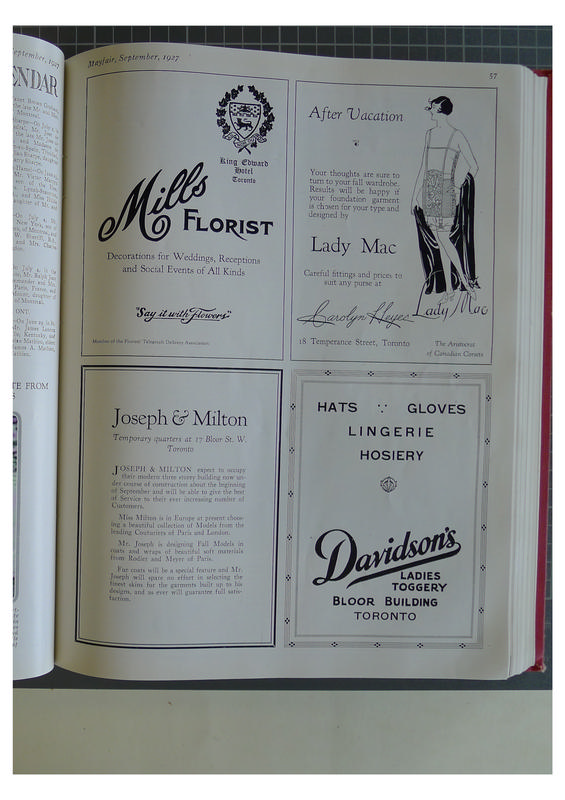 eptember, 1927
ENDAR
TE FROM
Mayfair, September, 1927
57
King Edward
Hotel
Toronto
Mills
FLORIST
Decorations for Weddings, Receptions
and Social Events of All Kinds
"Say it with Flowers"
Member of the Florists' Telegraph Delivery Association
After Vacation
Your thoughts are sure to
turn to your fall wardrobe.
Results will be happy if
your foundation garment
is chosen for your type and
designed by
Lady Mac
Careful fittings and prices to
suit any purse at
Carolyn Heyes
18 Temperance Street, Toronto
Lady Mac
The Aristocrat
of Canadian Corsets
Joseph & Milton
Temporary quarters at 17 Bloor St. W.
Toronto
JOSEPH & MILTON expect to occupy
their modern three storey building now un-
der course of construction about the beginning
of September and will be able to give the best
of Service to their ever increasing number of
Customers.
Miss Milton is in Europe at present choos-
ing a beautiful collection of Models from the
leading Couturiers of Paris and London.
Mr. Joseph is designing Fall Models in
coats and wraps of beautiful soft materials
from Rodier and Meyer of Paris.
Fur coats will be a special feature and Mr.
Joseph will spare no effort in selecting the
finest skins for the garments built up to his
designs, and as ever will guarantee full satis-
faction.
HATS GLOVES
LINGERIE
HOSIERY
Davidson's
LADIES
TOGGERY
BLOOR BUILDING
TORONTO